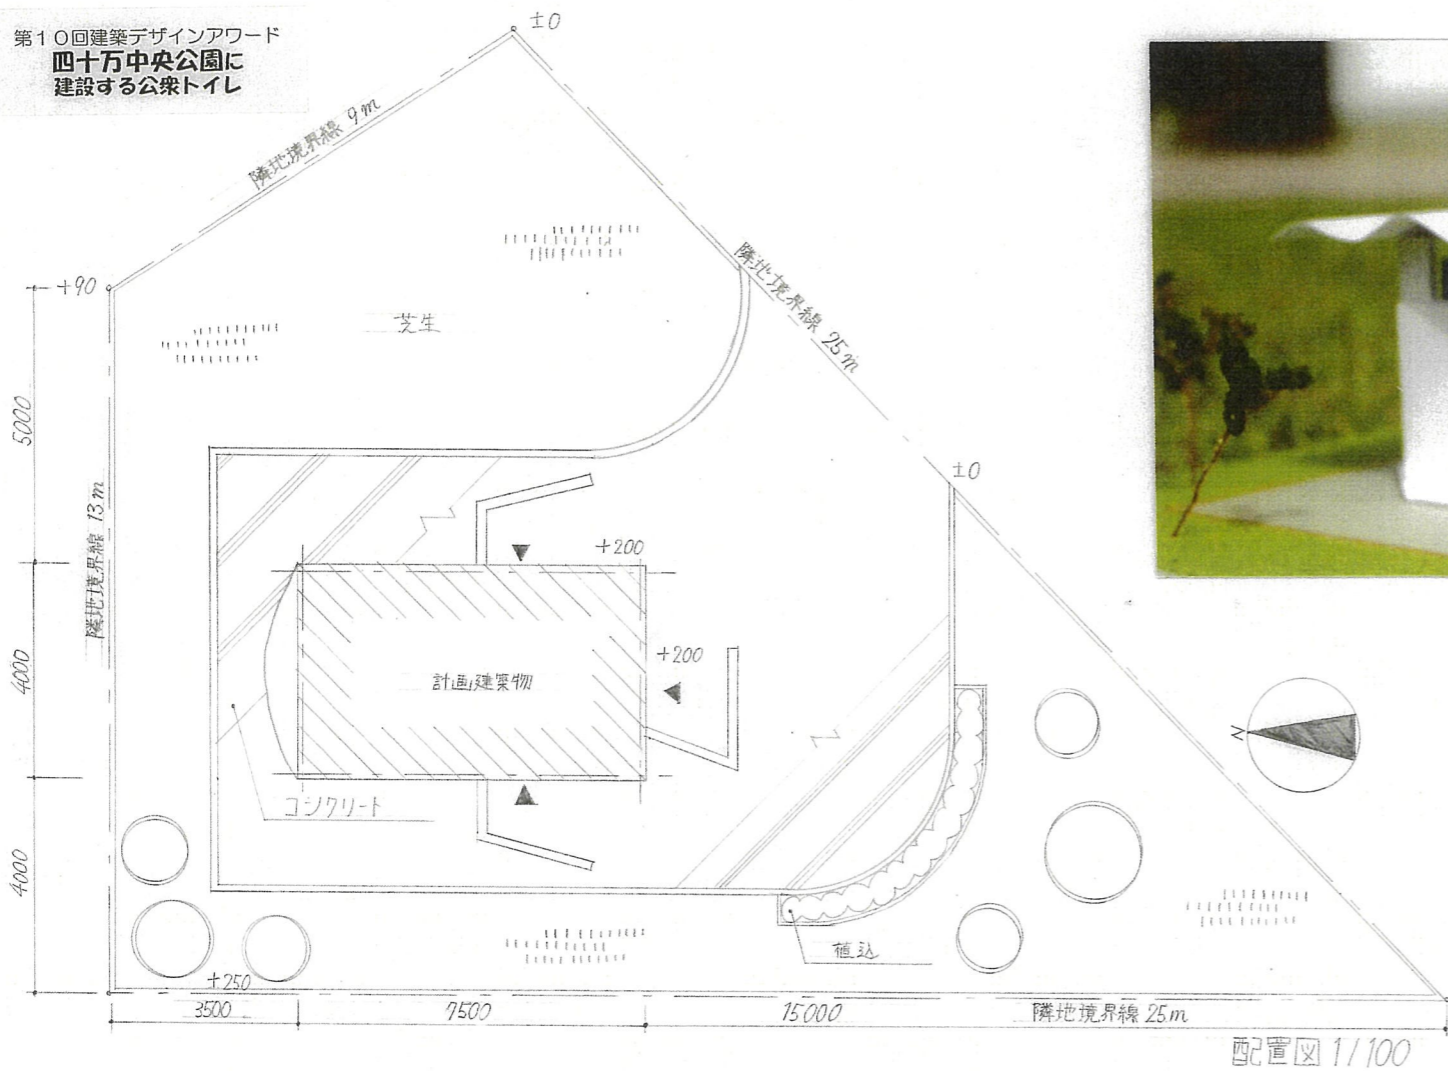 第10回建築デザインアワード
四十万中央公園に
建設する公衆トイレ
±0
隣地境界線 9m
+90
芝生
隣地境界線 25m
5000
隣地境界線 13m
±0
+200
+200
4000
計画建築物
N
コンクリート
4000
植込
+250
3500
7500
15000
隣地境界線 25m
配置図 1/100